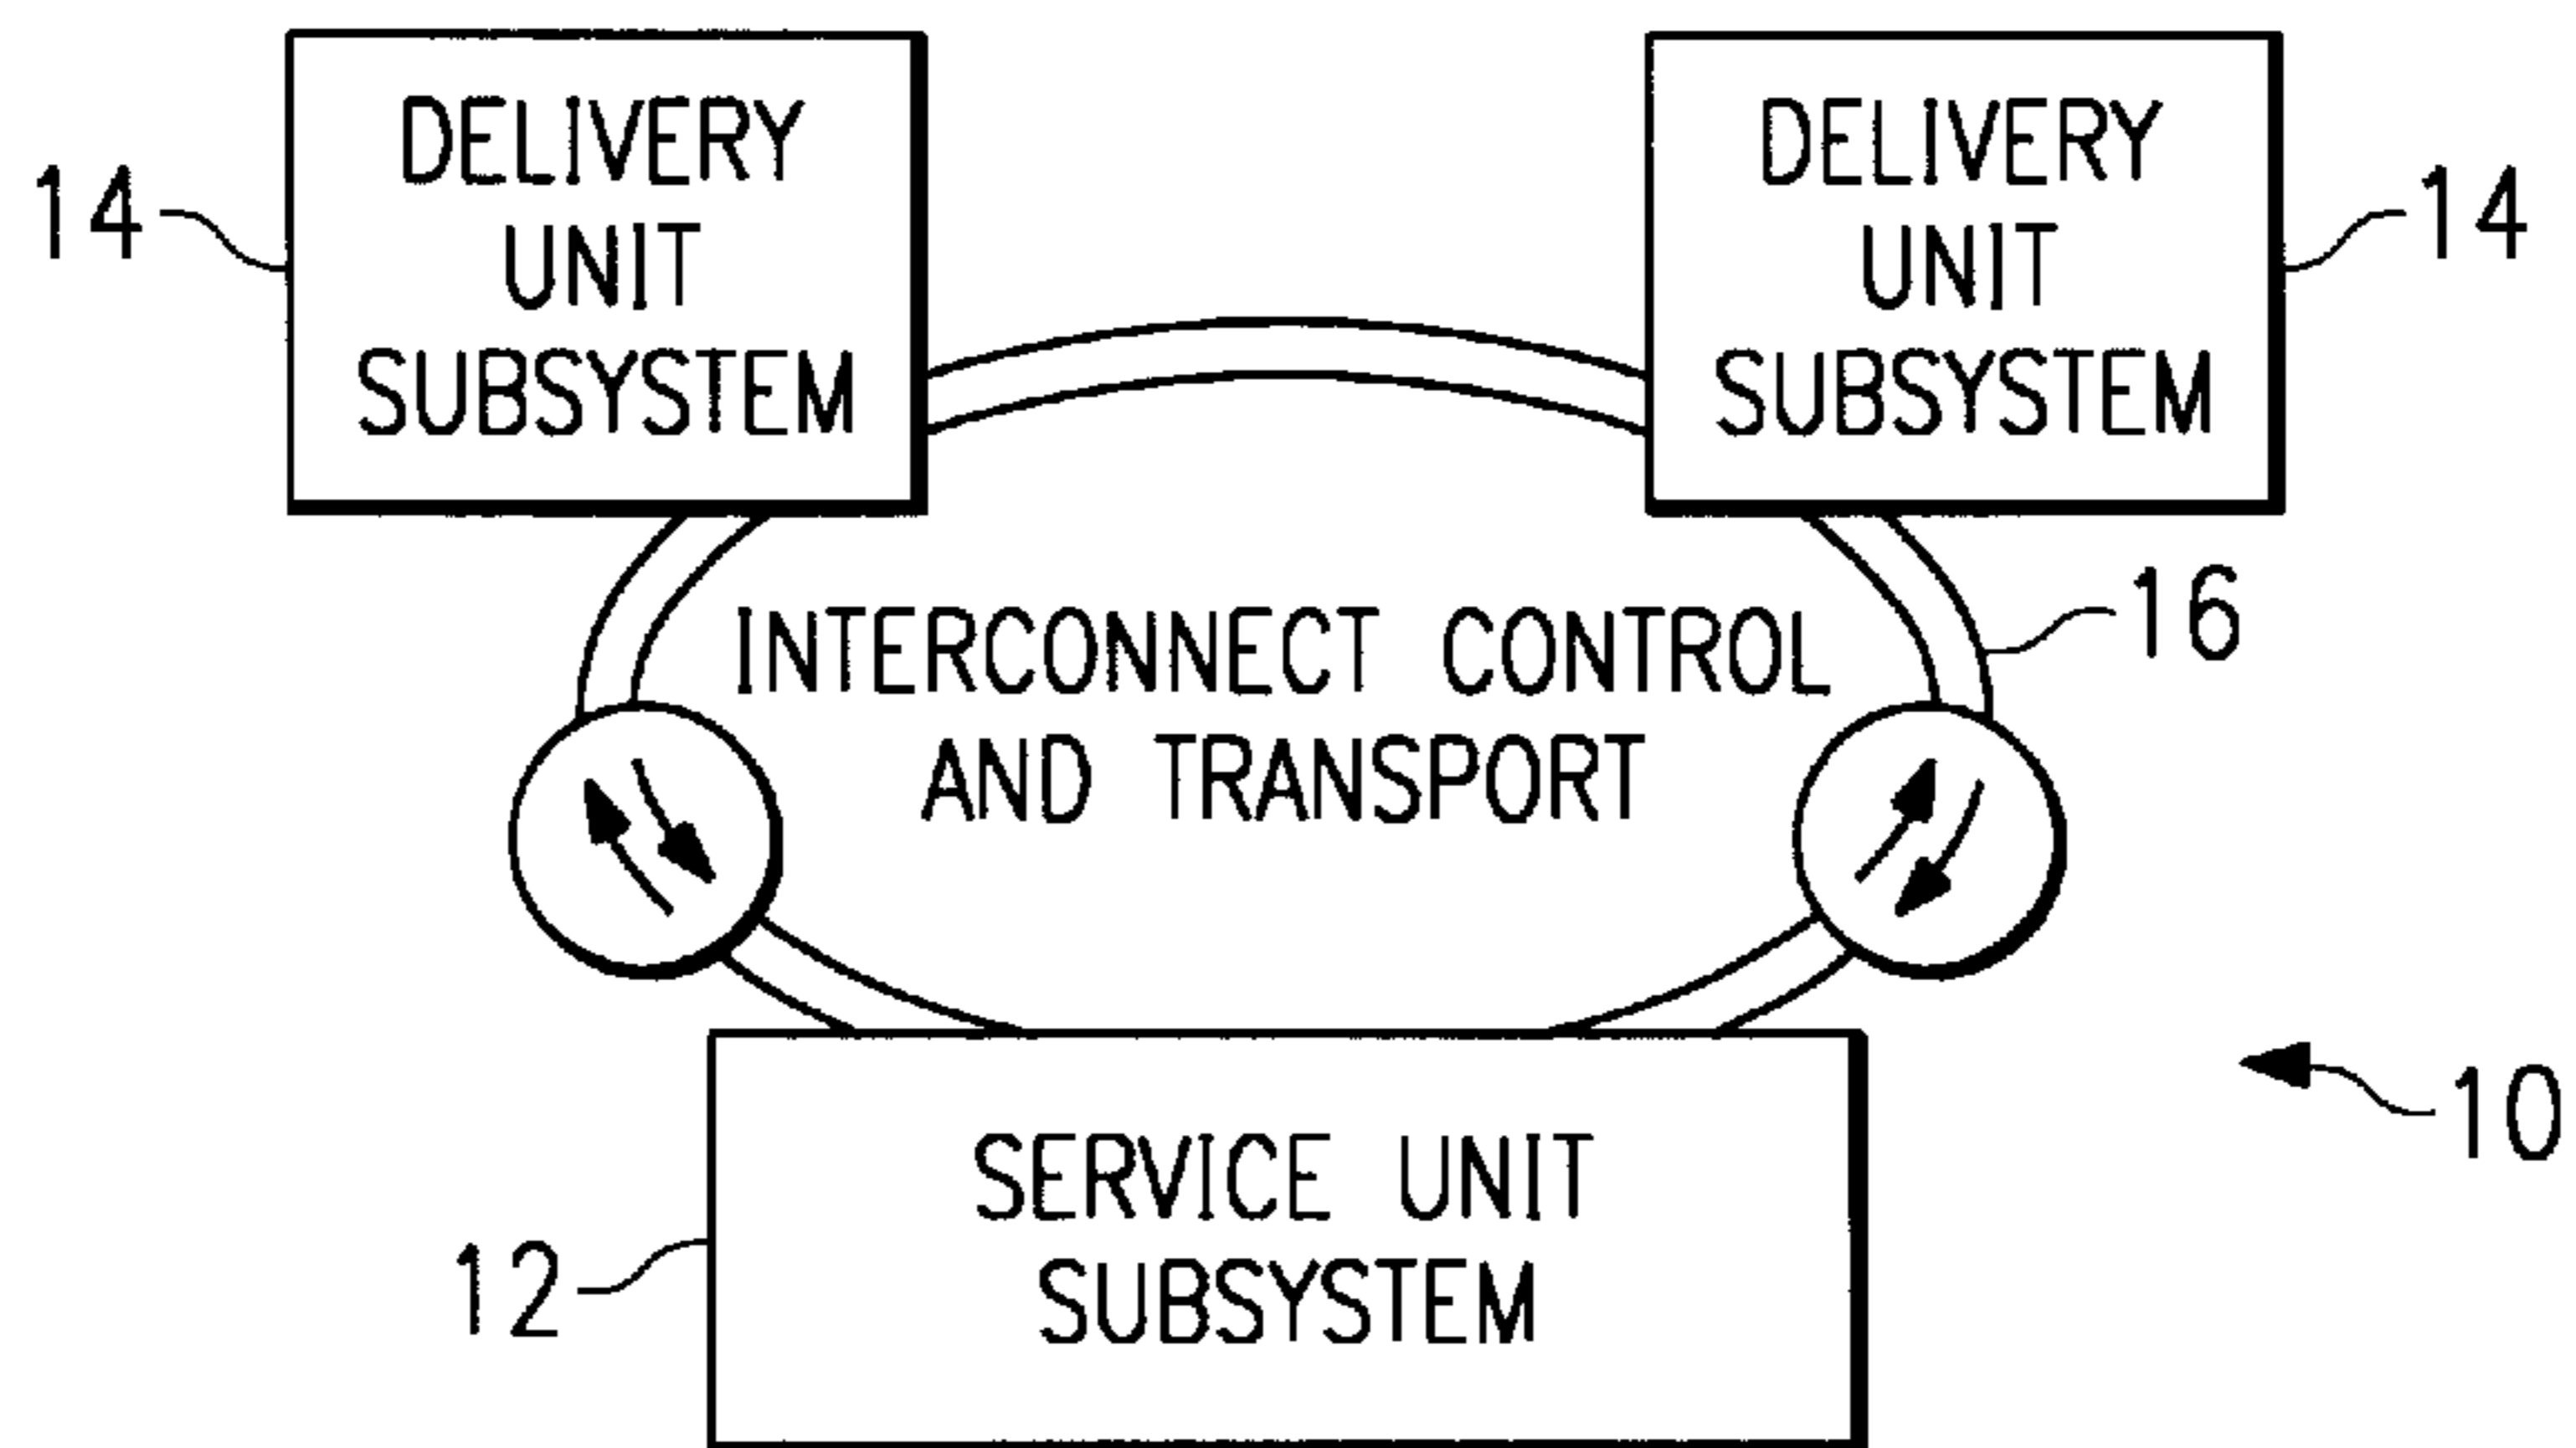 DELIVERY
UNIT
SUBSYSTEM
14
DELIVERY
UNIT
SUBSYSTEM
14
INTERCONNECT CONTROL
AND TRANSPORT
16
SERVICE UNIT
SUBSYSTEM
12
10